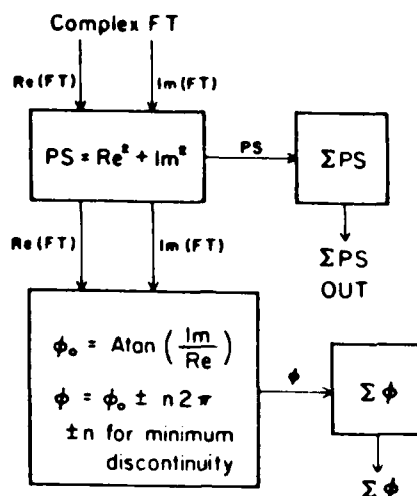 Complex FT
Re(FT) Im(FT)
PS = Re² + Im²
PS
ΣPS
Re(FT) Im(FT)
ΣPS
OUT
ϕ₀ = Atan (Im/Re)
ϕ = ϕ₀ ± n2π
±n for minimum
discontinuity
ϕ
Σϕ
Σϕ